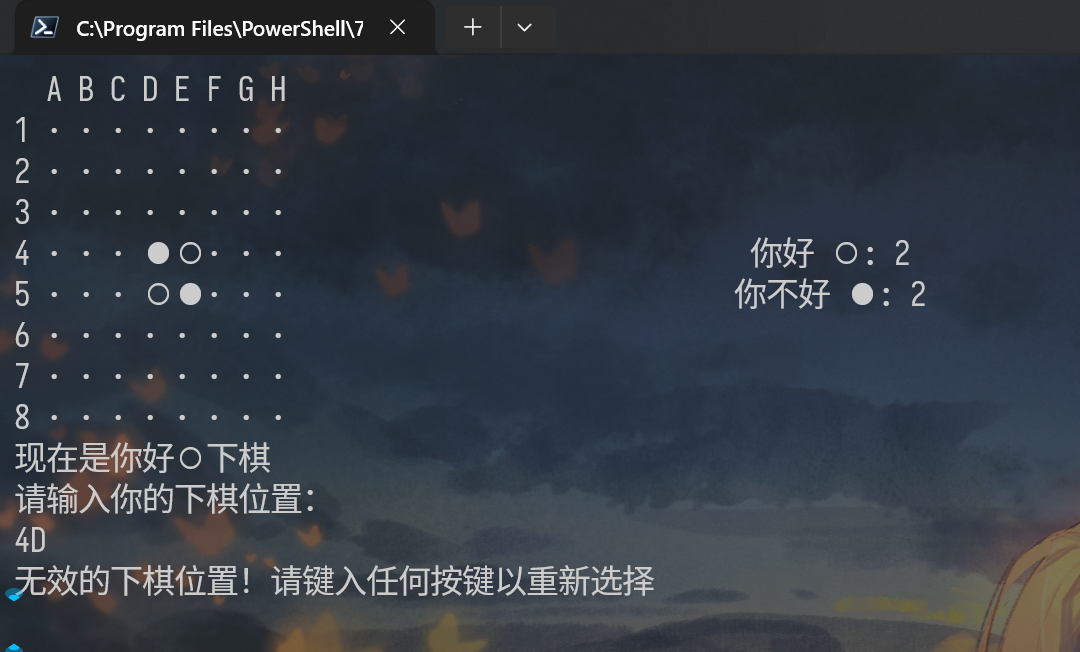 C:\Program Files\PowerShell\7
A B C D E F G H
1 · · · · · · · ·
2 · · · · · · · ·
3 · · · · · · · ·
4 · · · ●○· · ·
你好 ○: 2
5 · · · ○●· · ·
你不好 ●: 2
6 · · · · · · · ·
7 · · · · · · · ·
8 · · · · · · · ·
现在是你好○下棋
请输入你的下棋位置:
4D
无效的下棋位置！请键入任何按键以重新选择